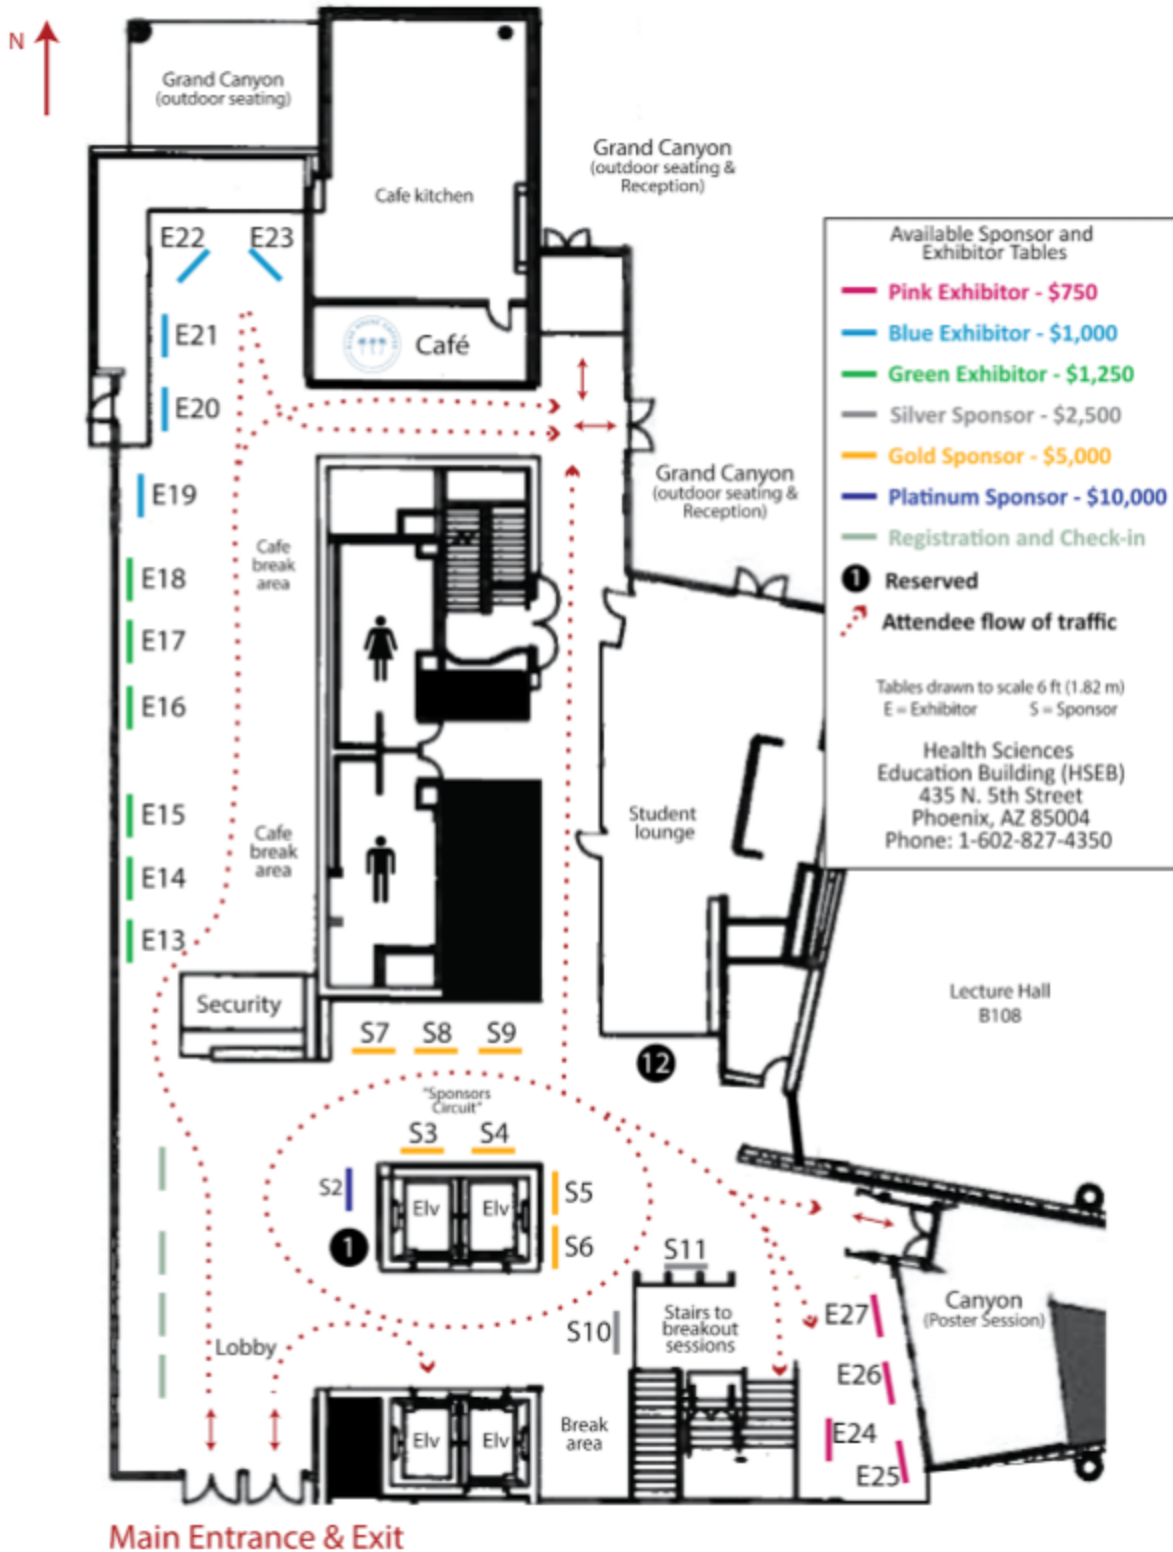 N
Grand Canyon
(outdoor seating)
Cafe kitchen
Grand Canyon
(outdoor seating &
Reception)
E22
E23
E21
E20
Café
Available Sponsor and
Exhibitor Tables
Pink Exhibitor - $750
Blue Exhibitor - $1,000
Green Exhibitor - $1,250
Silver Sponsor - $2,500
Gold Sponsor - $5,000
Platinum Sponsor - $10,000
Registration and Check-in
1 Reserved
Attendee flow of traffic
Tables drawn to scale 6 ft (1.82 m)
E = Exhibitor S = Sponsor
Health Sciences
Education Building (HSEB)
435 N. 5th Street
Phoenix, AZ 85004
Phone: 1-602-827-4350
Grand Canyon
(outdoor seating &
Reception)
E19
E18
E17
E16
Cafe
break
area
E15
E14
E13
Cafe
break
area
Student
lounge
Security
Lecture Hall
B108
S7
S8
S9
12
"Sponsors
Circuit"
S3
S4
S2
Elv
Elv
S5
S6
1
S11
S10
Stairs to
breakout
sessions
E27
Canyon
(Poster Session)
E26
E24
E25
Lobby
Elv
Elv
Break
area
Main Entrance & Exit